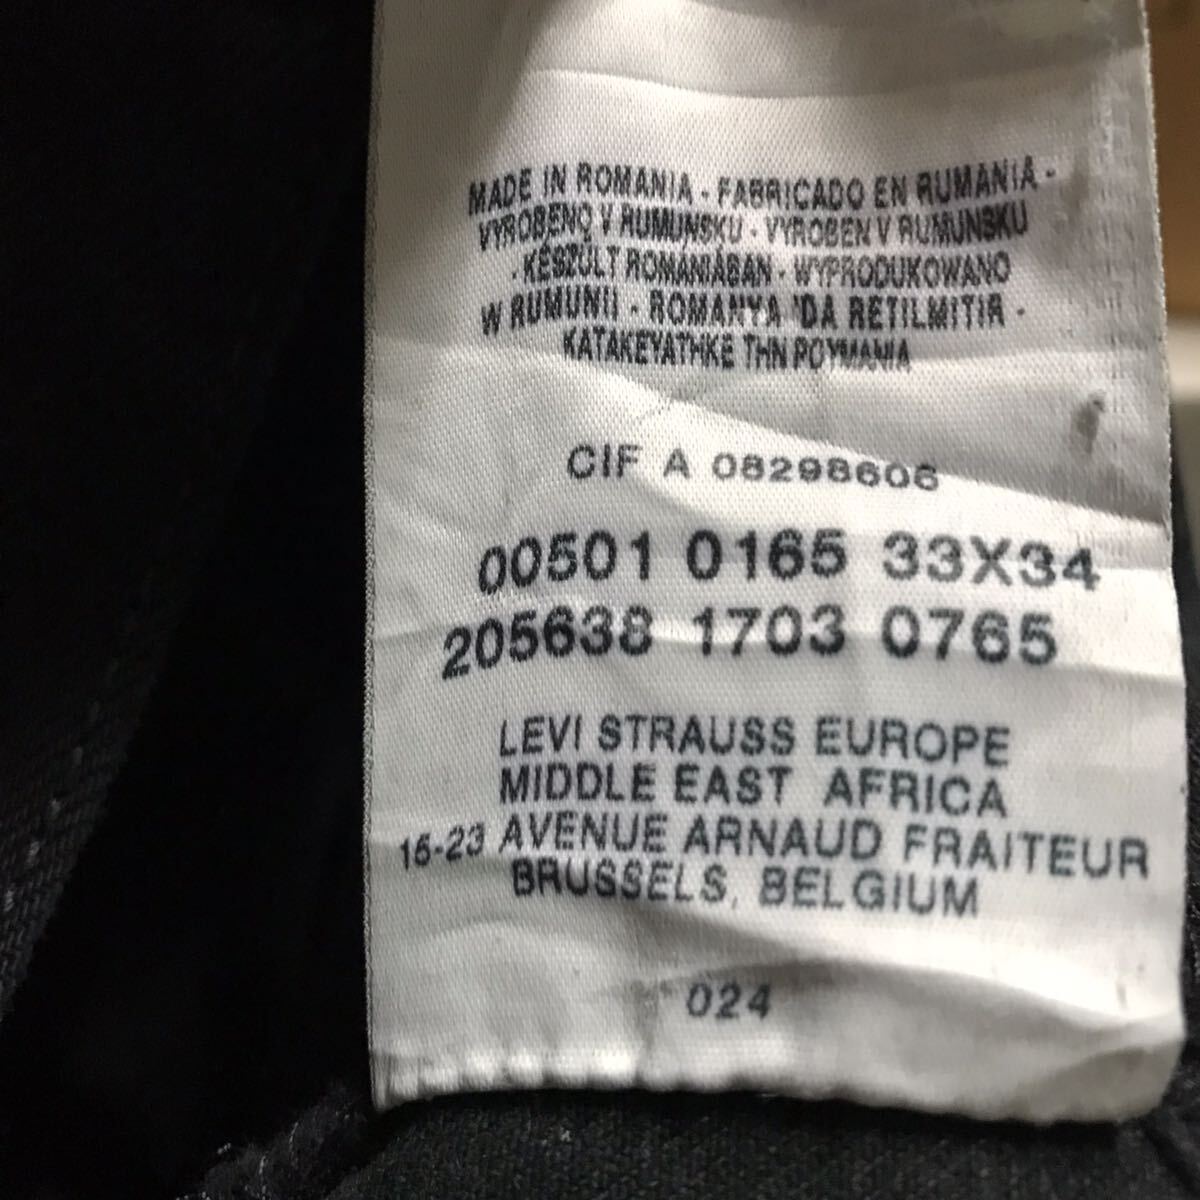 MADE IN ROMANIA - FABRICADO EN RUMANIA -
VYROBENO V RUMUNSKU - VYROBEN V RUMUNSKU
- KÉSZÜLT ROMANIÁBAN - WYPRODUKOWANO
W RUMUNII - ROMANYA 'DA RETILMITIR -
KATAKEYATHKE THN POYMANIA
CIF A 08298606
00501 0165 33X34
205638 1703 0765
LEVI STRAUSS EUROPE
MIDDLE EAST AFRICA
15-23 AVENUE ARNAUD FRAITEUR
BRUSSELS, BELGIUM
024